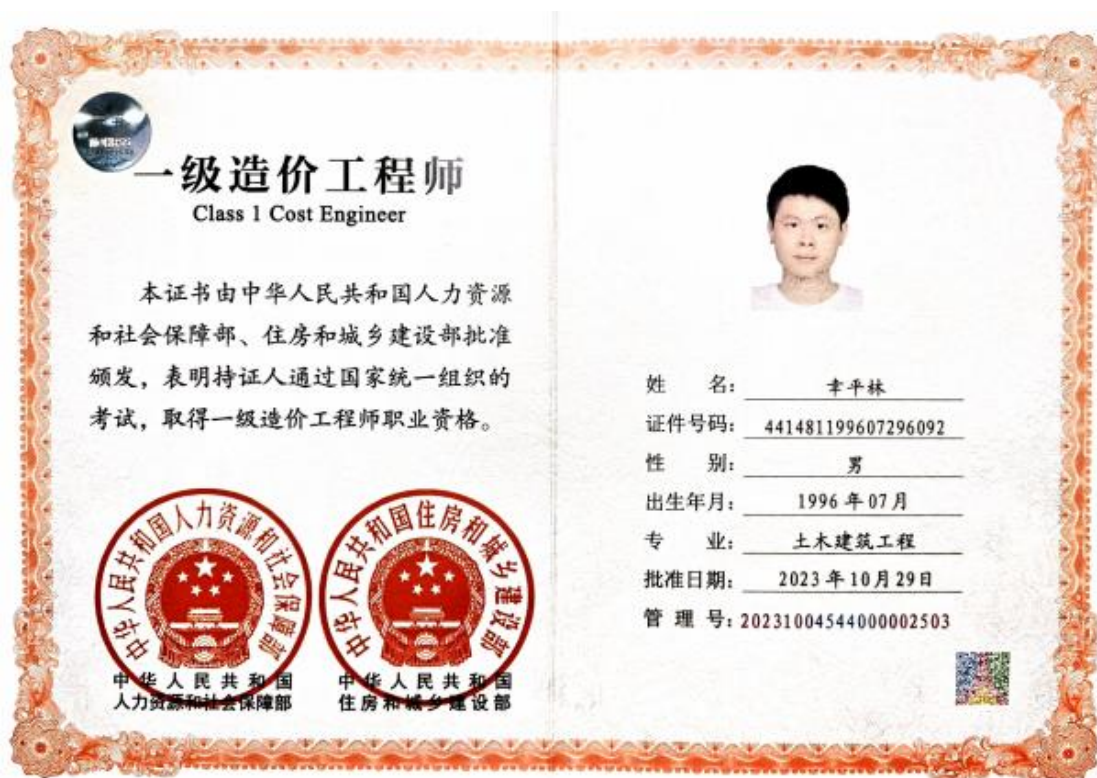 一级造价工程师
Class 1 Cost Engineer
本证书由中华人民共和国人力资源
和社会保障部、住房和城乡建设部批准
颁发，表明持证人通过国家统一组织的
考试，取得一级造价工程师职业资格。
中华人民共和国人力资源和社会保障部
中华人民共和国
人力资源和社会保障部
中华人民共和国住房和城乡建设部
中华人民共和国
住房和城乡建设部
姓 名： 幸平林
证件号码： 441481199607296092
性 别： 男
出生年月： 1996 年 07 月
专 业： 土木建筑工程
批准日期： 2023 年 10 月 29 日
管 理 号： 20231004544000002503